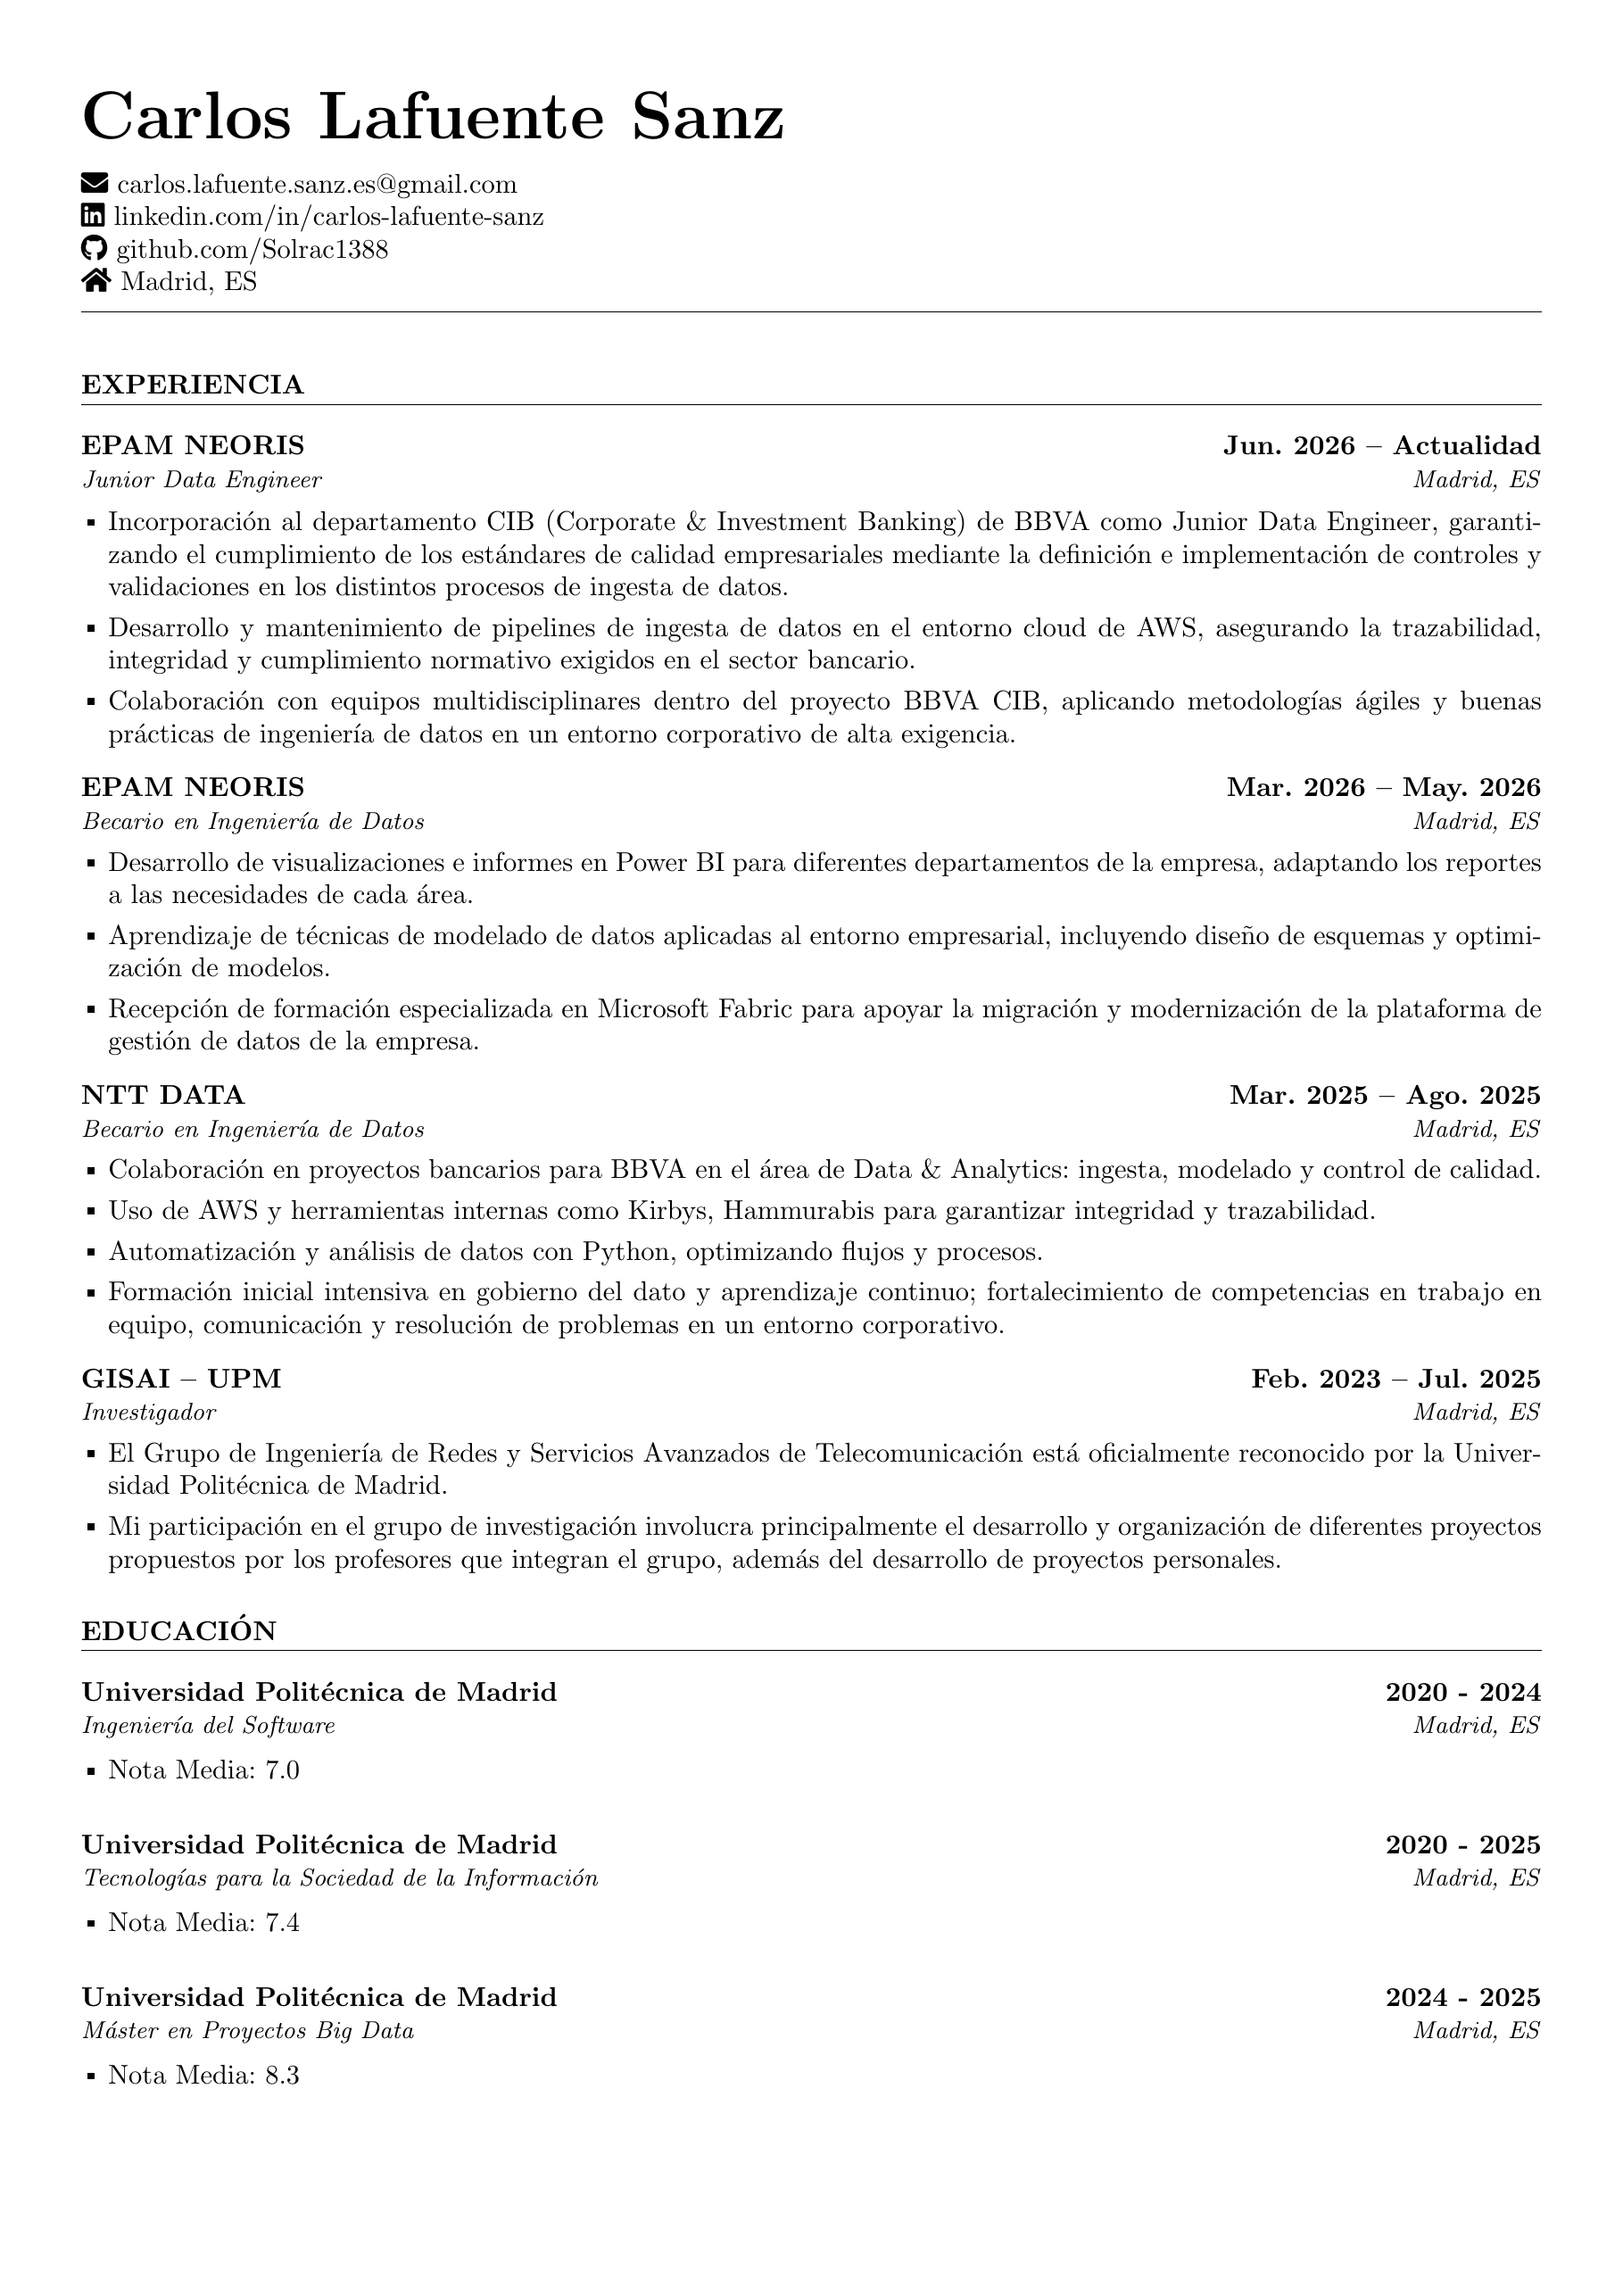 Carlos Lafuente Sanz
carlos.lafuente.sanz.es@gmail.com
linkedin.com/in/carlos-lafuente-sanz
github.com/Solrac1388
Madrid, ES
EXPERIENCIA
EPAM NEORIS Jun. 2026 – Actualidad
Junior Data Engineer Madrid, ES
▪ Incorporación al departamento CIB (Corporate & Investment Banking) de BBVA como Junior Data Engineer, garanti-
zando el cumplimiento de los estándares de calidad empresariales mediante la definición e implementación de controles y
validaciones en los distintos procesos de ingesta de datos.
▪ Desarrollo y mantenimiento de pipelines de ingesta de datos en el entorno cloud de AWS, asegurando la trazabilidad,
integridad y cumplimiento normativo exigidos en el sector bancario.
▪ Colaboración con equipos multidisciplinares dentro del proyecto BBVA CIB, aplicando metodologías ágiles y buenas
prácticas de ingeniería de datos en un entorno corporativo de alta exigencia.
EPAM NEORIS Mar. 2026 – May. 2026
Becario en Ingeniería de Datos Madrid, ES
▪ Desarrollo de visualizaciones e informes en Power BI para diferentes departamentos de la empresa, adaptando los reportes
a las necesidades de cada área.
▪ Aprendizaje de técnicas de modelado de datos aplicadas al entorno empresarial, incluyendo diseño de esquemas y optimi-
zación de modelos.
▪ Recepción de formación especializada en Microsoft Fabric para apoyar la migración y modernización de la plataforma de
gestión de datos de la empresa.
NTT DATA Mar. 2025 – Ago. 2025
Becario en Ingeniería de Datos Madrid, ES
▪ Colaboración en proyectos bancarios para BBVA en el área de Data & Analytics: ingesta, modelado y control de calidad.
▪ Uso de AWS y herramientas internas como Kirbys, Hammurabis para garantizar integridad y trazabilidad.
▪ Automatización y análisis de datos con Python, optimizando flujos y procesos.
▪ Formación inicial intensiva en gobierno del dato y aprendizaje continuo; fortalecimiento de competencias en trabajo en
equipo, comunicación y resolución de problemas en un entorno corporativo.
GISAI – UPM Feb. 2023 – Jul. 2025
Investigador Madrid, ES
▪ El Grupo de Ingeniería de Redes y Servicios Avanzados de Telecomunicación está oficialmente reconocido por la Univer-
sidad Politécnica de Madrid.
▪ Mi participación en el grupo de investigación involucra principalmente el desarrollo y organización de diferentes proyectos
propuestos por los profesores que integran el grupo, además del desarrollo de proyectos personales.
EDUCACIÓN
Universidad Politécnica de Madrid 2020 - 2024
Ingeniería del Software Madrid, ES
▪ Nota Media: 7.0
Universidad Politécnica de Madrid 2020 - 2025
Tecnologías para la Sociedad de la Información Madrid, ES
▪ Nota Media: 7.4
Universidad Politécnica de Madrid 2024 - 2025
Máster en Proyectos Big Data Madrid, ES
▪ Nota Media: 8.3